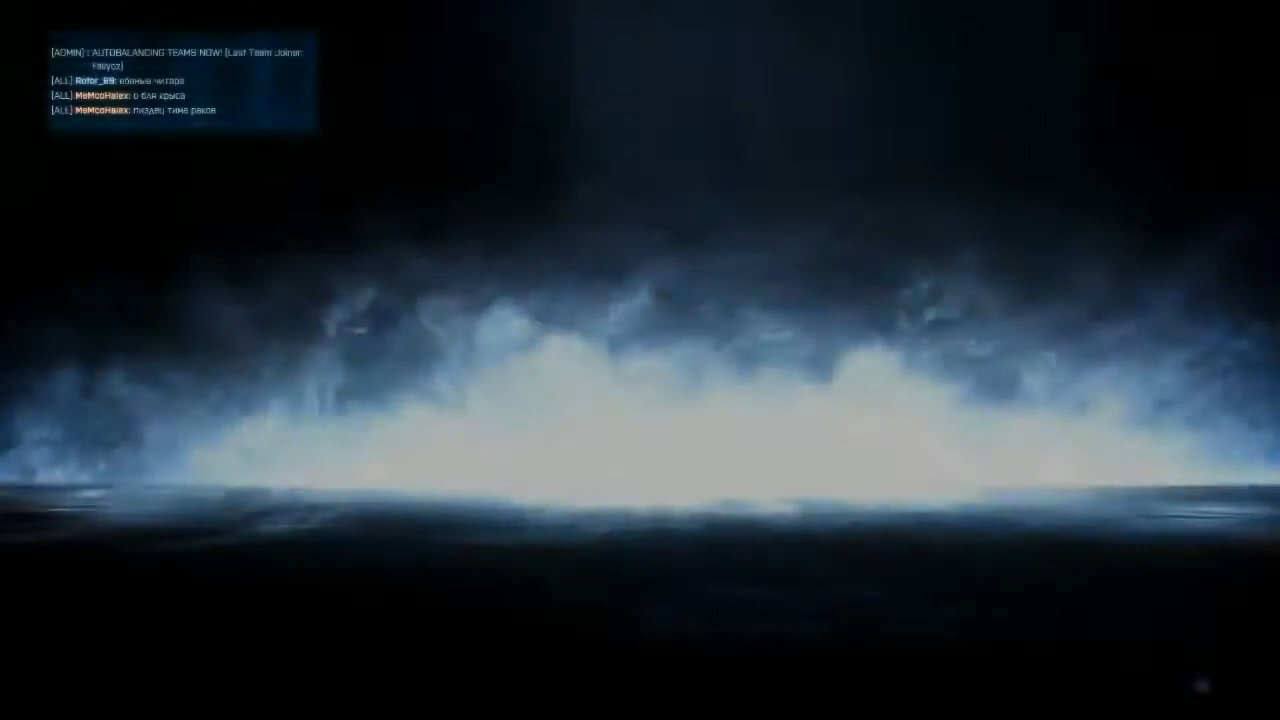 [ADMIN] : AUTOBALANCING TEAMS NOW! [Last Team Joiner:
[ALL] Rotor_69: ебаные читора
[ALL] MeMcoHalex: о бля крыса
[ALL] MeMcoHalex: пиздец тима раков